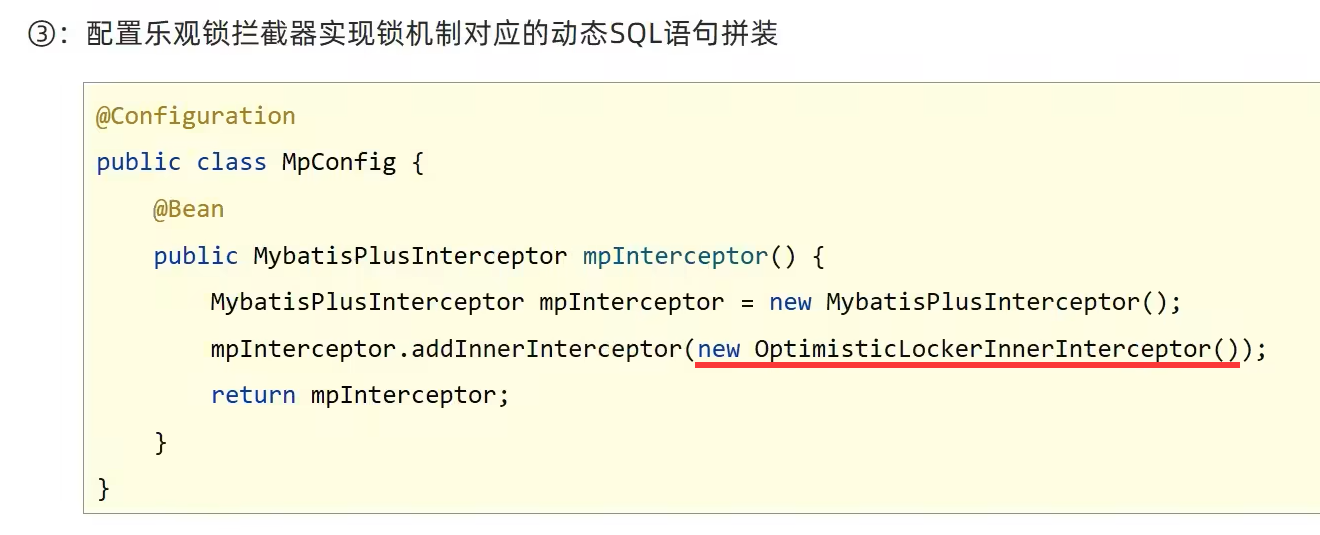 ③：配置乐观锁拦截器实现锁机制对应的动态SQL语句拼装
@Configuration
public class MpConfig {
    @Bean
    public MybatisPlusInterceptor mpInterceptor() {
        MybatisPlusInterceptor mpInterceptor = new MybatisPlusInterceptor();
        mpInterceptor.addInnerInterceptor(new OptimisticLockerInnerInterceptor());
        return mpInterceptor;
    }
}